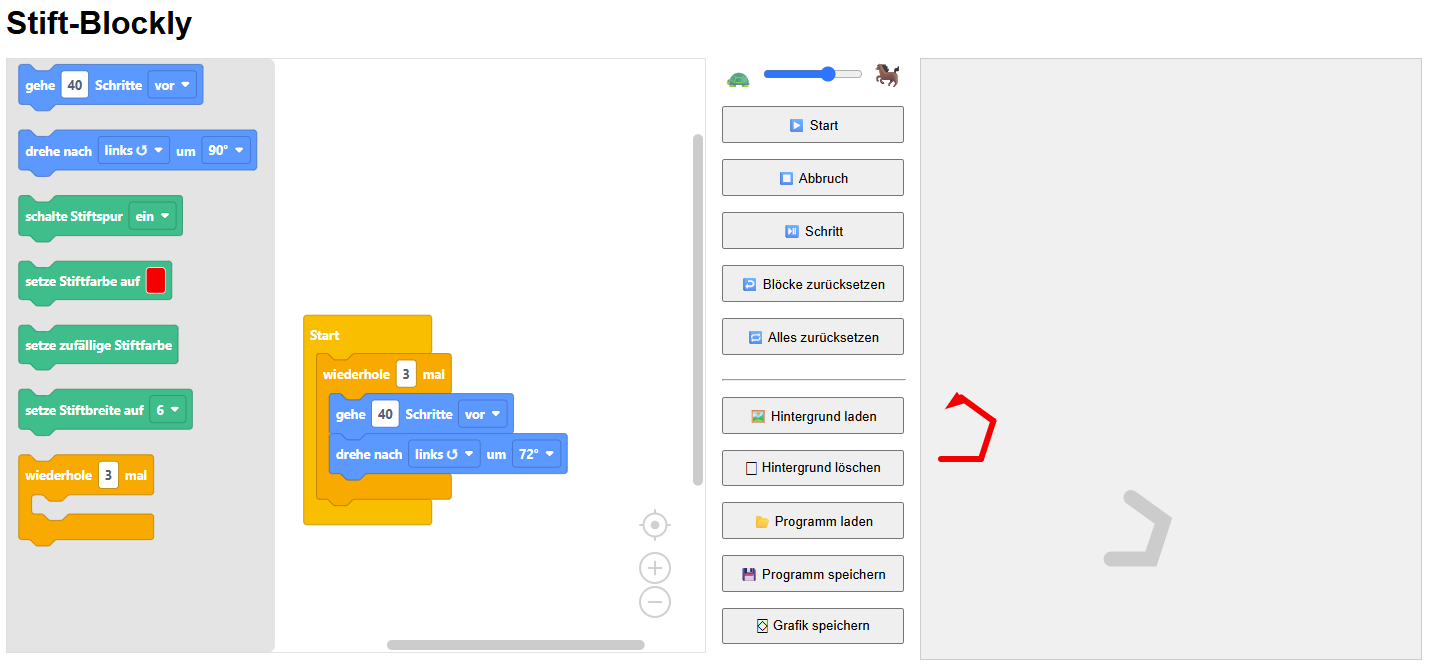 Stift-Blockly
gehe 40 Schritte vor
drehe nach links ↺ um 90°
schalte Stiftspur ein
setze Stiftfarbe auf
setze zufällige Stiftfarbe
setze Stiftbreite auf 6
wiederhole 3 mal
Start
wiederhole 3 mal
gehe 40 Schritte vor
drehe nach links ↺ um 72°
Start
Abbruch
Schritt
Blöcke zurücksetzen
Alles zurücksetzen
Hintergrund laden
Hintergrund löschen
Programm laden
Programm speichern
Grafik speichern